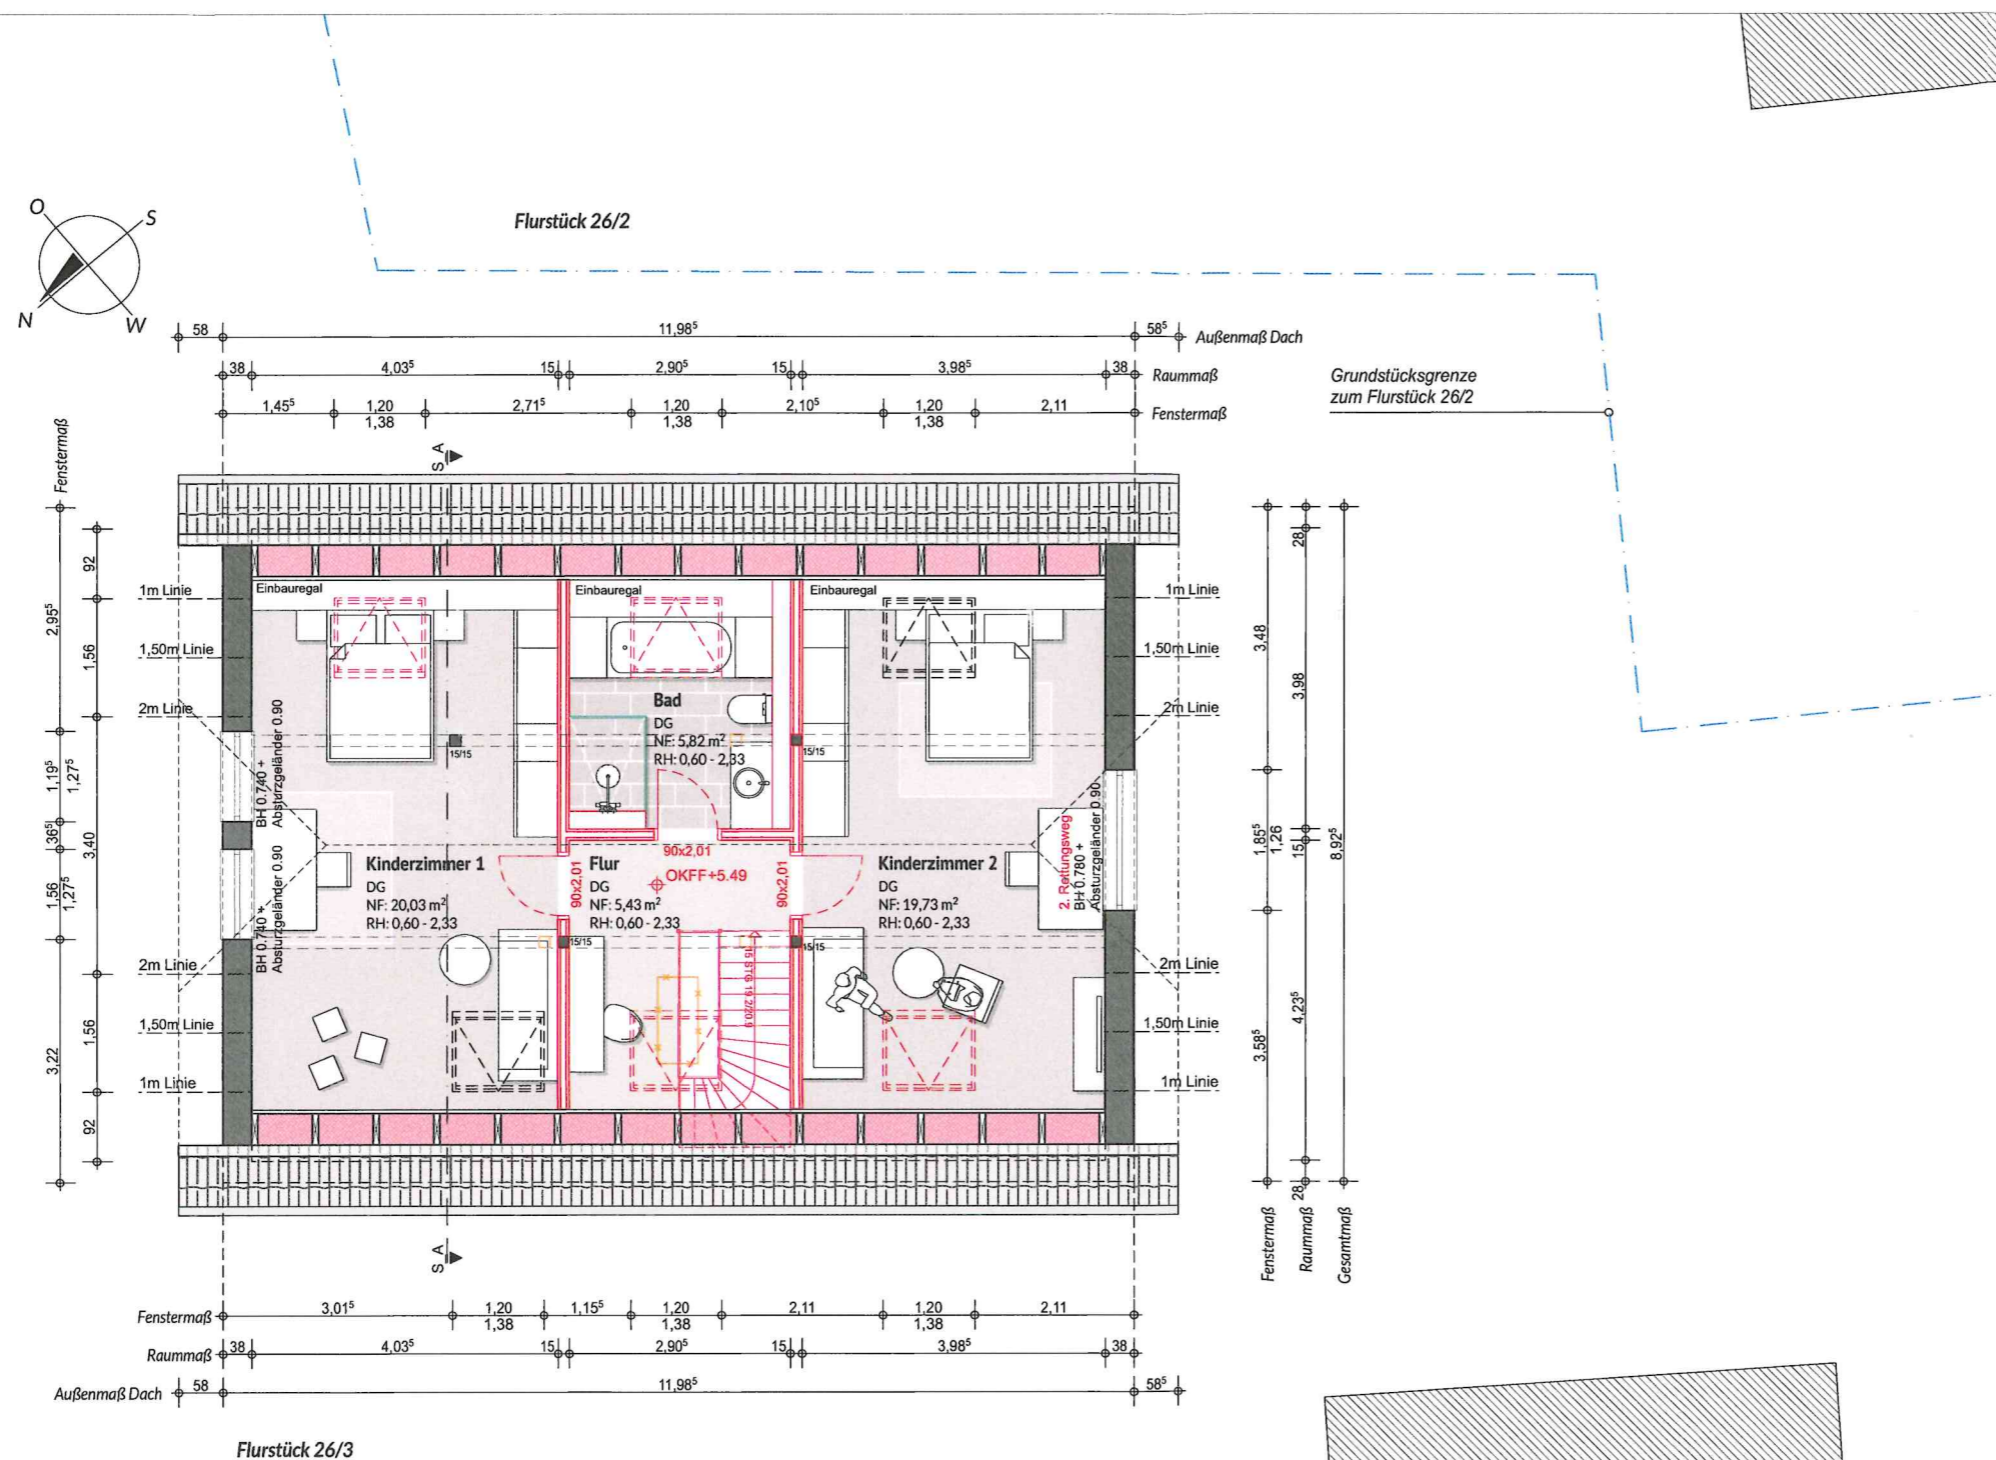 Flurstück 26/2
O
S
N
W
58
11,98⁵
58⁵
Außenmaß Dach
38
4,03⁵
15
2,90⁵
15
3,98⁵
38
Raummaß
1,45⁵
1,20
1,38
2,71⁵
1,20
1,38
2,10⁵
1,20
1,38
2,11
Fenstermaß
Grundstücksgrenze
zum Flurstück 26/2
S A
Fenstermaß
2,95⁵
1,19⁵
1,27⁵
36⁵
1,56
1,27⁵
3,22
92
1,56
3,40
1,56
92
1m Linie
1,50m Linie
2m Linie
2m Linie
1,50m Linie
1m Linie
Einbauregal
Einbauregal
Einbauregal
BH 0.740 +
Absturzgeländer 0.90
BH 0.740 +
Absturzgeländer 0.90
15/15
Kinderzimmer 1
DG
NF: 20,03 m²
RH: 0,60 - 2,33
Bad
DG
NF: 5,82 m²
RH: 0,60 - 2,33
15/15
90x2,01
90x2,01
90x2,01
Flur
DG
NF: 5,43 m²
RH: 0,60 - 2,33
OKFF+5.49
15/15
15/15
15 STG 19.2/20.9
Kinderzimmer 2
DG
NF: 19,73 m²
RH: 0,60 - 2,33
2. Rettungsweg
BH 0.780 +
Absturzgeländer 0.90
1m Linie
1,50m Linie
2m Linie
2m Linie
1,50m Linie
1m Linie
3,48
1,85⁵
1,26
3,58⁵
Fenstermaß
28
3,98
15
4,23⁵
28
Raummaß
8,92⁵
Gesamtmaß
S A
Fenstermaß
3,01⁵
1,20
1,38
1,15⁵
1,20
1,38
2,11
1,20
1,38
2,11
Raummaß
38
4,03⁵
15
2,90⁵
15
3,98⁵
38
Außenmaß Dach
58
11,98⁵
58⁵
Flurstück 26/3